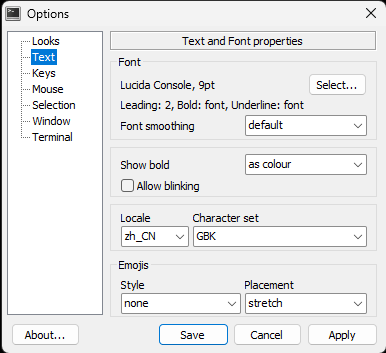 Options
Looks
Text
Keys
Mouse
Selection
Window
Terminal
Text and Font properties
Font
Lucida Console, 9pt
Select...
Leading: 2, Bold: font, Underline: font
Font smoothing
default
Show bold
as colour
Allow blinking
Locale
Character set
zh_CN
GBK
Emojis
Style
Placement
none
stretch
About...
Save
Cancel
Apply